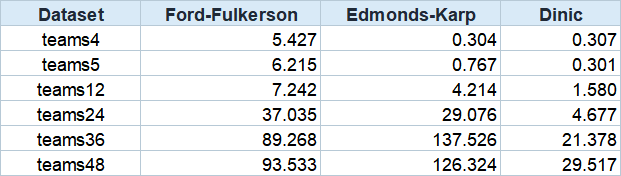 Dataset Ford-Fulkerson Edmonds-Karp Dinic
teams4 5.427 0.304 0.307
teams5 6.215 0.767 0.301
teams12 7.242 4.214 1.580
teams24 37.035 29.076 4.677
teams36 89.268 137.526 21.378
teams48 93.533 126.324 29.517